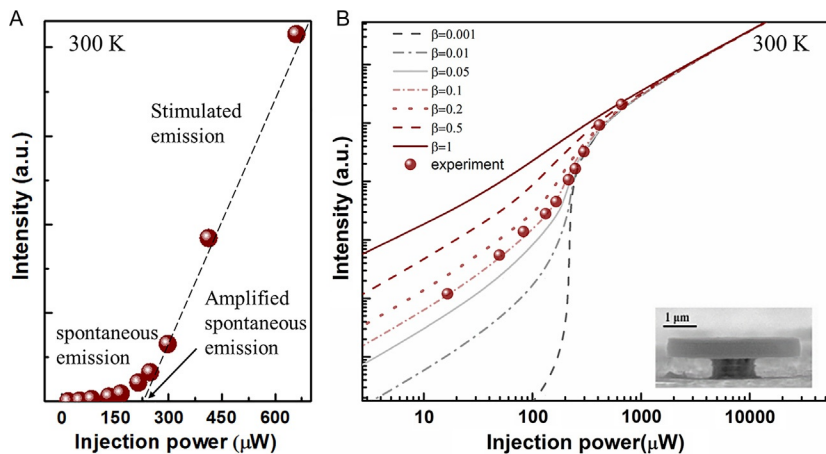 A
300 K
Stimulated
emission
Amplified
spontaneous
emission
spontaneous
emission
Intensity (a.u.)
0 150 300 450 600
Injection power (μW)
B
300 K
β=0.001
β=0.01
β=0.05
β=0.1
β=0.2
β=0.5
β=1
experiment
Intensity (a.u.)
1 μm
10 100 1000 10000
Injection power(μW)